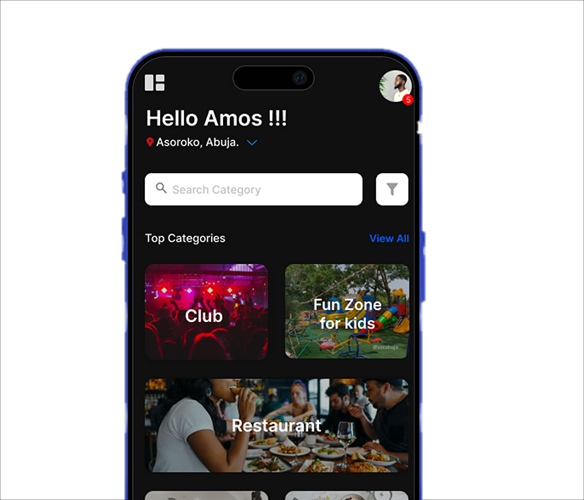 5
Hello Amos !!!
Asoroko, Abuja.
Search Category
Top Categories
View All
Club
Fun Zone
for kids
Restaurant